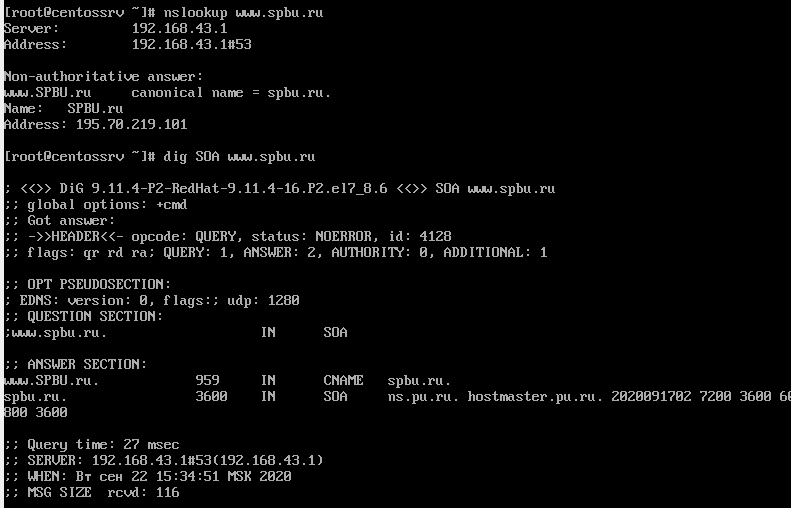 [root@centossrv ~]# nslookup www.spbu.ru
Server:         192.168.43.1
Address:        192.168.43.1#53
Non-authoritative answer:
www.SPBU.ru     canonical name = spbu.ru.
Name:   SPBU.ru
Address: 195.70.219.101
[root@centossrv ~]# dig SOA www.spbu.ru
; <<>> DiG 9.11.4-P2-RedHat-9.11.4-16.P2.el7_8.6 <<>> SOA www.spbu.ru
;; global options: +cmd
;; Got answer:
;; ->>HEADER<<- opcode: QUERY, status: NOERROR, id: 4128
;; flags: qr rd ra; QUERY: 1, ANSWER: 2, AUTHORITY: 0, ADDITIONAL: 1
;; OPT PSEUDOSECTION:
; EDNS: version: 0, flags:; udp: 1280
;; QUESTION SECTION:
;www.spbu.ru.                   IN      SOA
;; ANSWER SECTION:
www.SPBU.ru.            959     IN      CNAME   spbu.ru.
spbu.ru.                3600    IN      SOA     ns.pu.ru. hostmaster.pu.ru. 2020091702 7200 3600 60
800 3600
;; Query time: 27 msec
;; SERVER: 192.168.43.1#53(192.168.43.1)
;; WHEN: Вт сен 22 15:34:51 MSK 2020
;; MSG SIZE  rcvd: 116